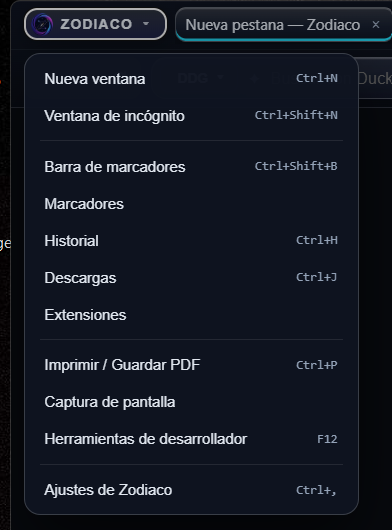 ZODIACO
Nueva pestana — Zodiaco ×
Duck
Nueva ventana Ctrl+N
Ventana de incógnito Ctrl+Shift+N
Barra de marcadores Ctrl+Shift+B
Marcadores
Historial Ctrl+H
ge
Descargas Ctrl+J
Extensiones
Imprimir / Guardar PDF Ctrl+P
Captura de pantalla
Herramientas de desarrollador F12
Ajustes de Zodiaco Ctrl+,